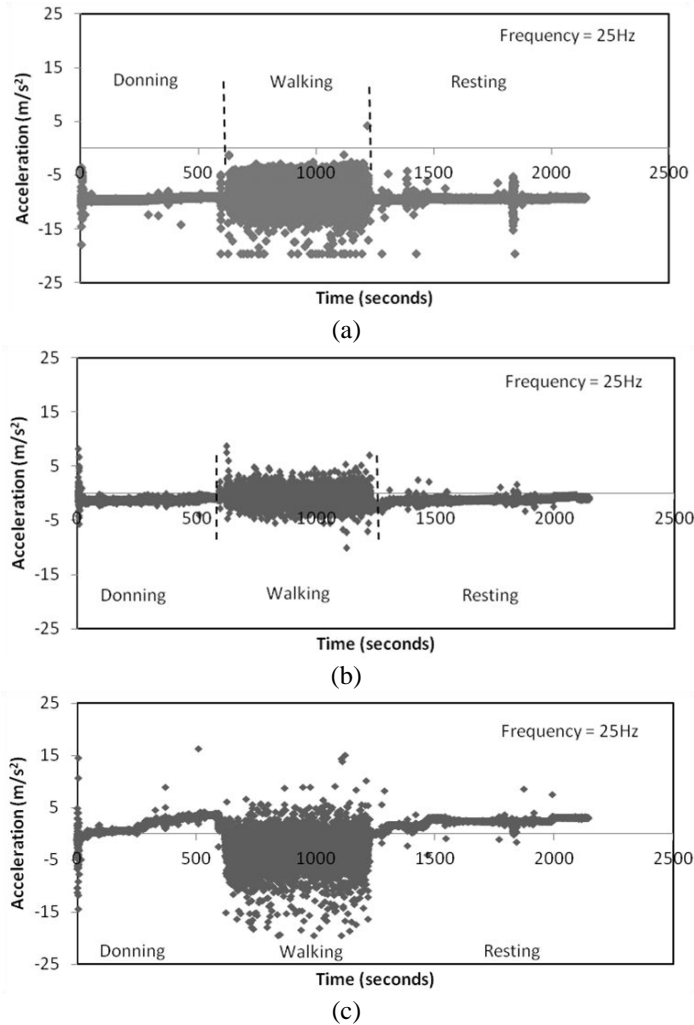 25
Frequency = 25Hz
15
Donning
Walking
Resting
5
Acceleration (m/s²)
-5
0
500
1000
1500
2000
2500
-15
-25
Time (seconds)
(a)
25
Frequency = 25Hz
15
5
Acceleration (m/s²)
-5
0
500
1000
1500
2000
2500
-15
Donning
Walking
Resting
-25
Time (seconds)
(b)
25
Frequency = 25Hz
15
5
Acceleration (m/s²)
-5
0
500
1000
1500
2000
2500
-15
Donning
Walking
Resting
-25
Time (seconds)
(c)